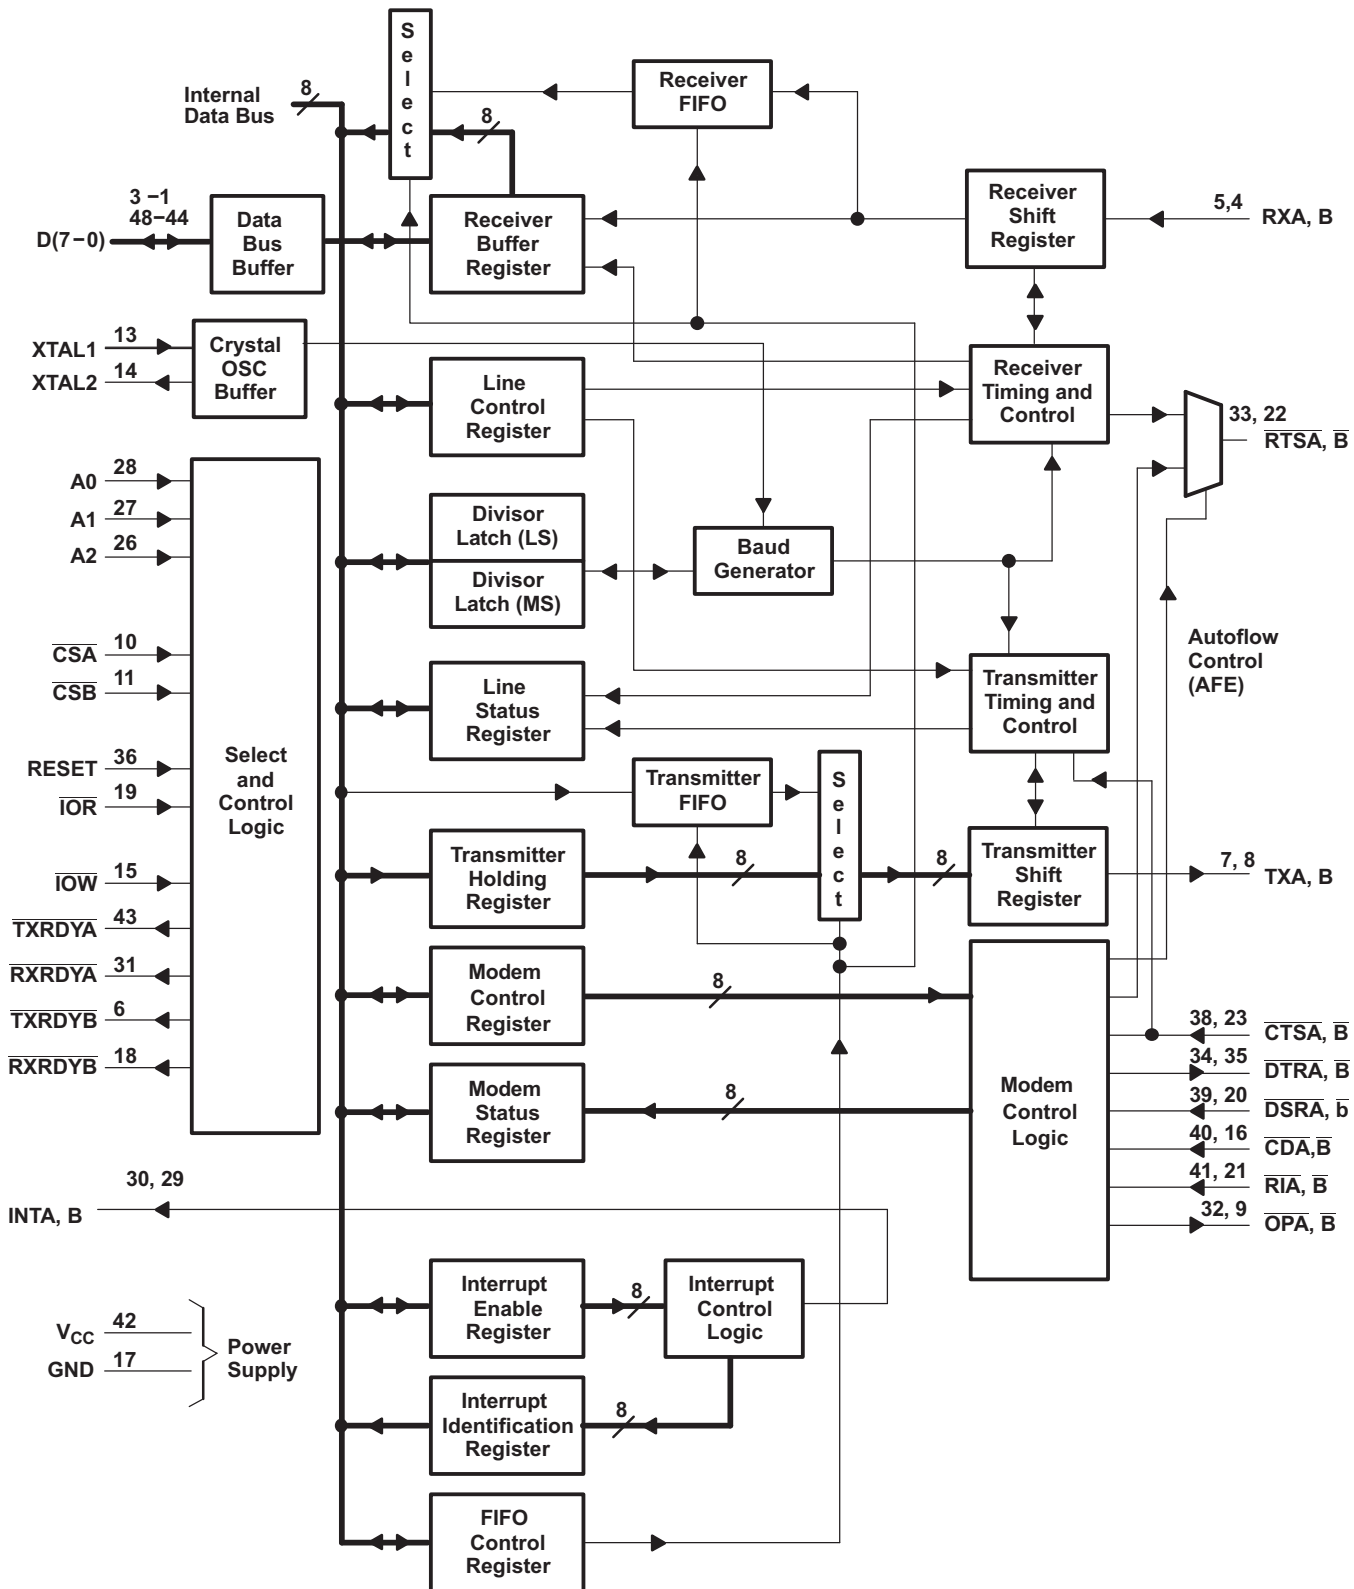 S
e
l
e
c
t
8
Internal
Data Bus
8
Receiver
FIFO
3 −1
48−44
D(7−0)
Data
Bus
Buffer
Receiver
Buffer
Register
Receiver
Shift
Register
5,4
RXA, B
13
XTAL1
14
XTAL2
Crystal
OSC
Buffer
Line
Control
Register
Receiver
Timing and
Control
33, 22
RTSA, B
28
A0
27
A1
26
A2
Divisor
Latch (LS)
Divisor
Latch (MS)
Baud
Generator
10
CSA
11
CSB
Autoflow
Control
(AFE)
Line
Status
Register
Transmitter
Timing and
Control
36
RESET
19
IOR
Select
and
Control
Logic
Transmitter
FIFO
S
e
l
e
c
t
15
IOW
43
TXRDYA
31
RXRDYA
6
TXRDYB
18
RXRDYB
Transmitter
Holding
Register
8
8
Transmitter
Shift
Register
7, 8
TXA, B
Modem
Control
Register
8
Modem
Status
Register
8
Modem
Control
Logic
38, 23
CTSA, B
34, 35
DTRA, B
39, 20
DSRA, b
40, 16
CDA,B
41, 21
RIA, B
32, 9
OPA, B
30, 29
INTA, B
Interrupt
Enable
Register
8
Interrupt
Control
Logic
42
VCC
17
GND
Power
Supply
Interrupt
Identification
Register
8
FIFO
Control
Register